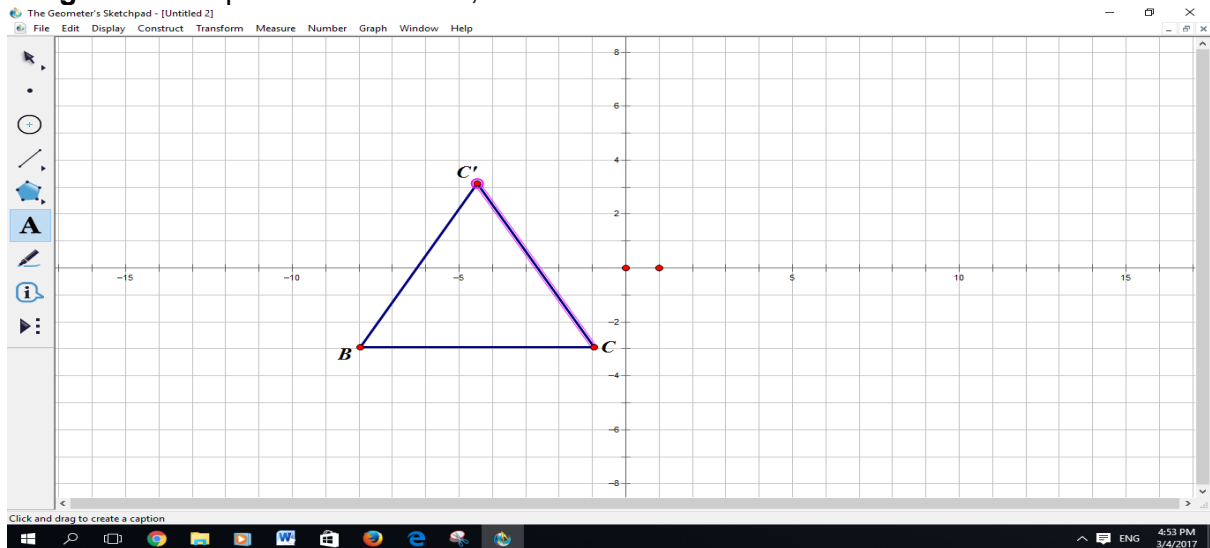 The Geometer's Sketchpad - [Untitled 2]
File Edit Display Construct Transform Measure Number Graph Window Help
8
6
4
C'
2
−15 −10 −5 5 10 15
−2
B C
−4
−6
−8
A
Click and drag to create a caption
ENG 4:53 PM
3/4/2017